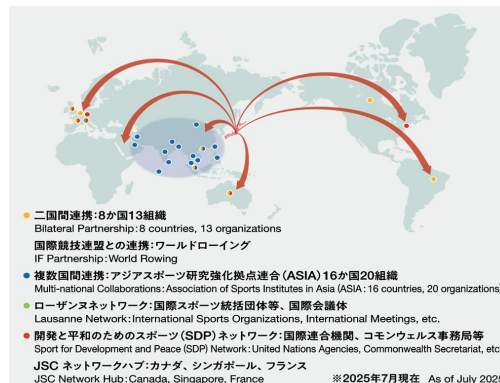 二国間連携:8か国13組織
Bilateral Partnership:8 countries, 13 organizations
国際競技連盟との連携:ワールドローイング
IF Partnership:World Rowing
複数国間連携:アジアスポーツ研究強化拠点連合(ASIA)16か国20組織
Multi-national Collaborations:Association of Sports Institutes in Asia (ASIA : 16 countries, 20 organizations)
ローザンヌネットワーク:国際スポーツ統括団体等、国際会議体
Lausanne Network:International Sports Organizations, International Meetings, etc.
開発と平和のためのスポーツ(SDP)ネットワーク:国際連合機関、コモンウェルス事務局等
Sport for Development and Peace (SDP) Network:United Nations Agencies, Commonwealth Secretariat, etc
JSC ネットワークハブ:カナダ、シンガポール、フランス
JSC Network Hub:Canada, Singapore, France
※2025年7月現在 As of July 202